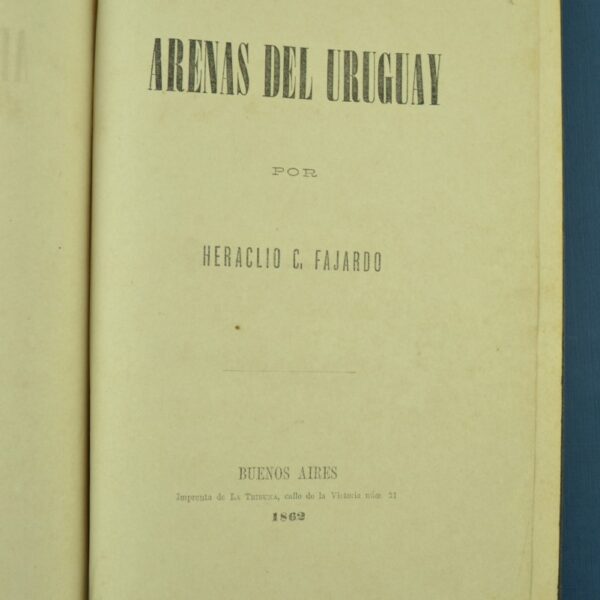 ARENAS DEL URUGUAY
POR
HERACLIO C. FAJARDO
BUENOS AIRES
Imprenta de LA TRIBUNA, calle de la Victoria núm 31
1862